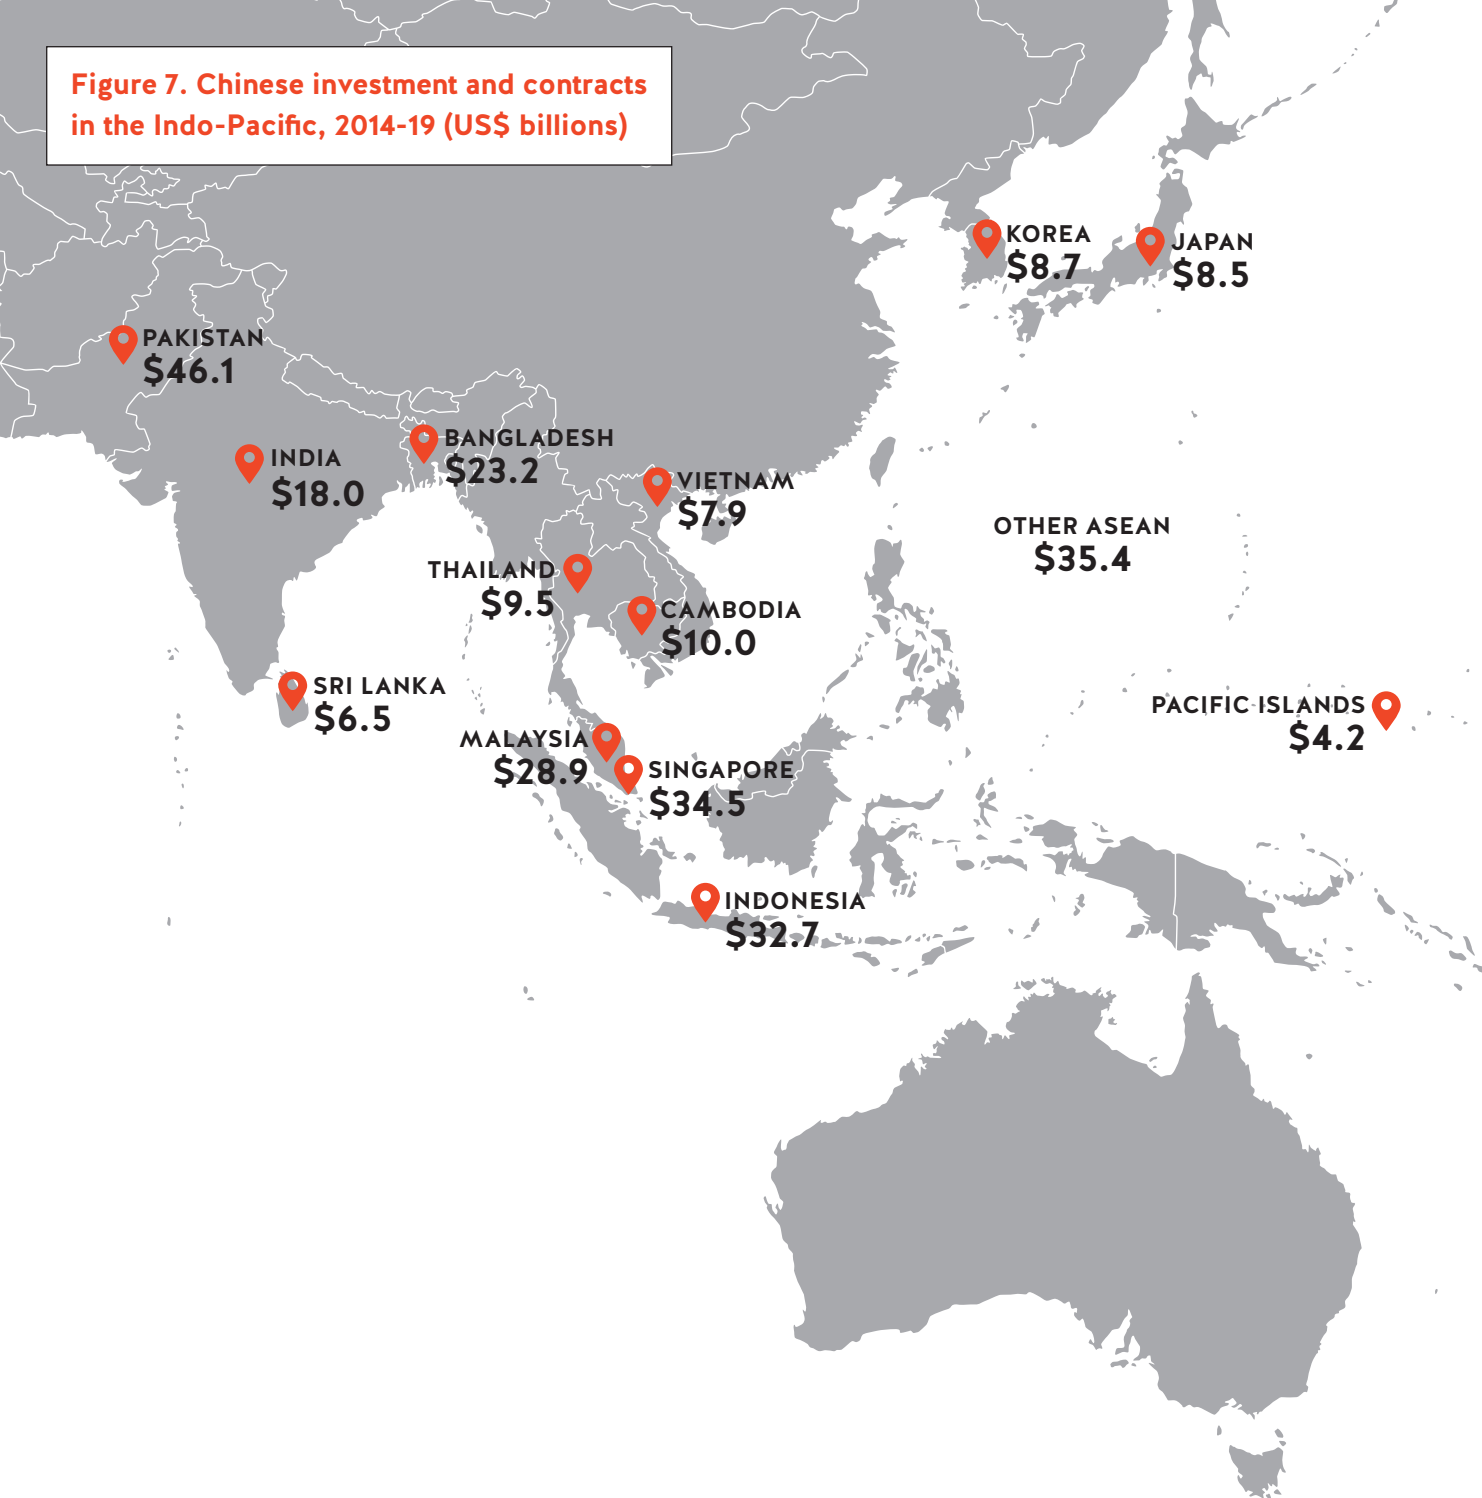 Figure 7. Chinese investment and contracts
in the Indo-Pacific, 2014-19 (US$ billions)
KOREA
$8.7
JAPAN
$8.5
PAKISTAN
$46.1
BANGLADESH
$23.2
INDIA
$18.0
VIETNAM
$7.9
OTHER ASEAN
$35.4
THAILAND
$9.5
CAMBODIA
$10.0
SRI LANKA
$6.5
PACIFIC ISLANDS
$4.2
MALAYSIA
$28.9
SINGAPORE
$34.5
INDONESIA
$32.7